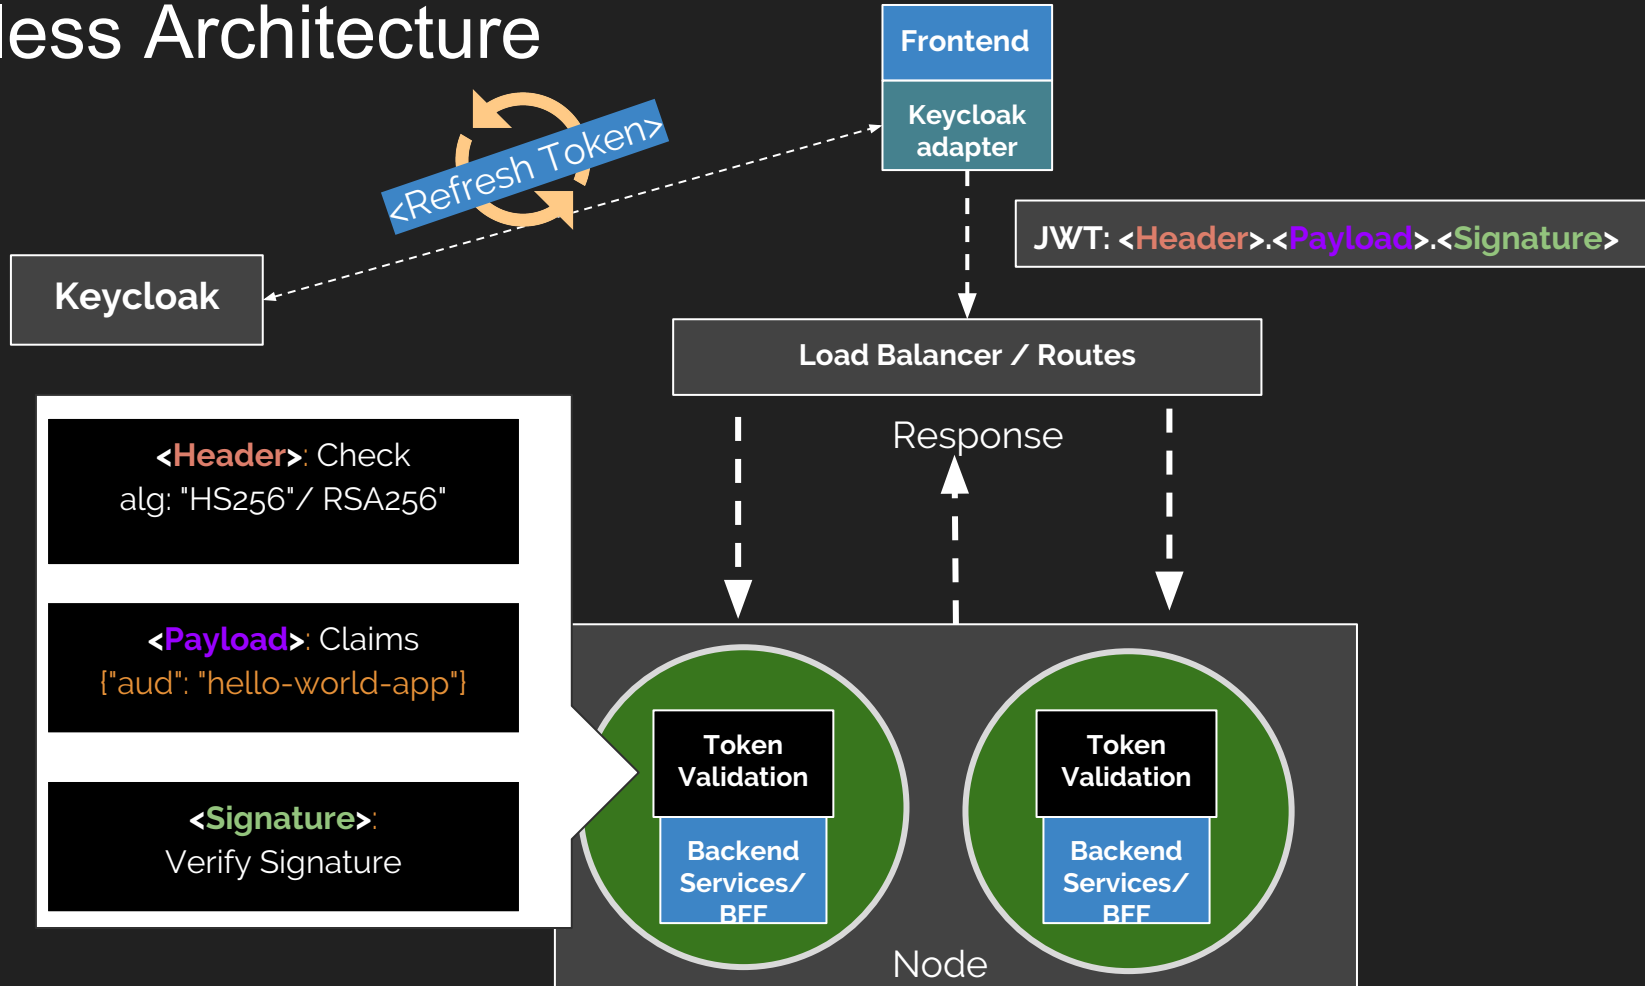 less Architecture
Frontend
Keycloak
adapter
<Refresh Token>
JWT: <Header>.<Payload>.<Signature>
Keycloak
Load Balancer / Routes
Response
<Header>: Check
alg: "HS256"/ RSA256"
<Payload>: Claims
{"aud": "hello-world-app"}
<Signature>:
Verify Signature
Token
Validation
Backend
Services/
BFF
Token
Validation
Backend
Services/
BFF
Node